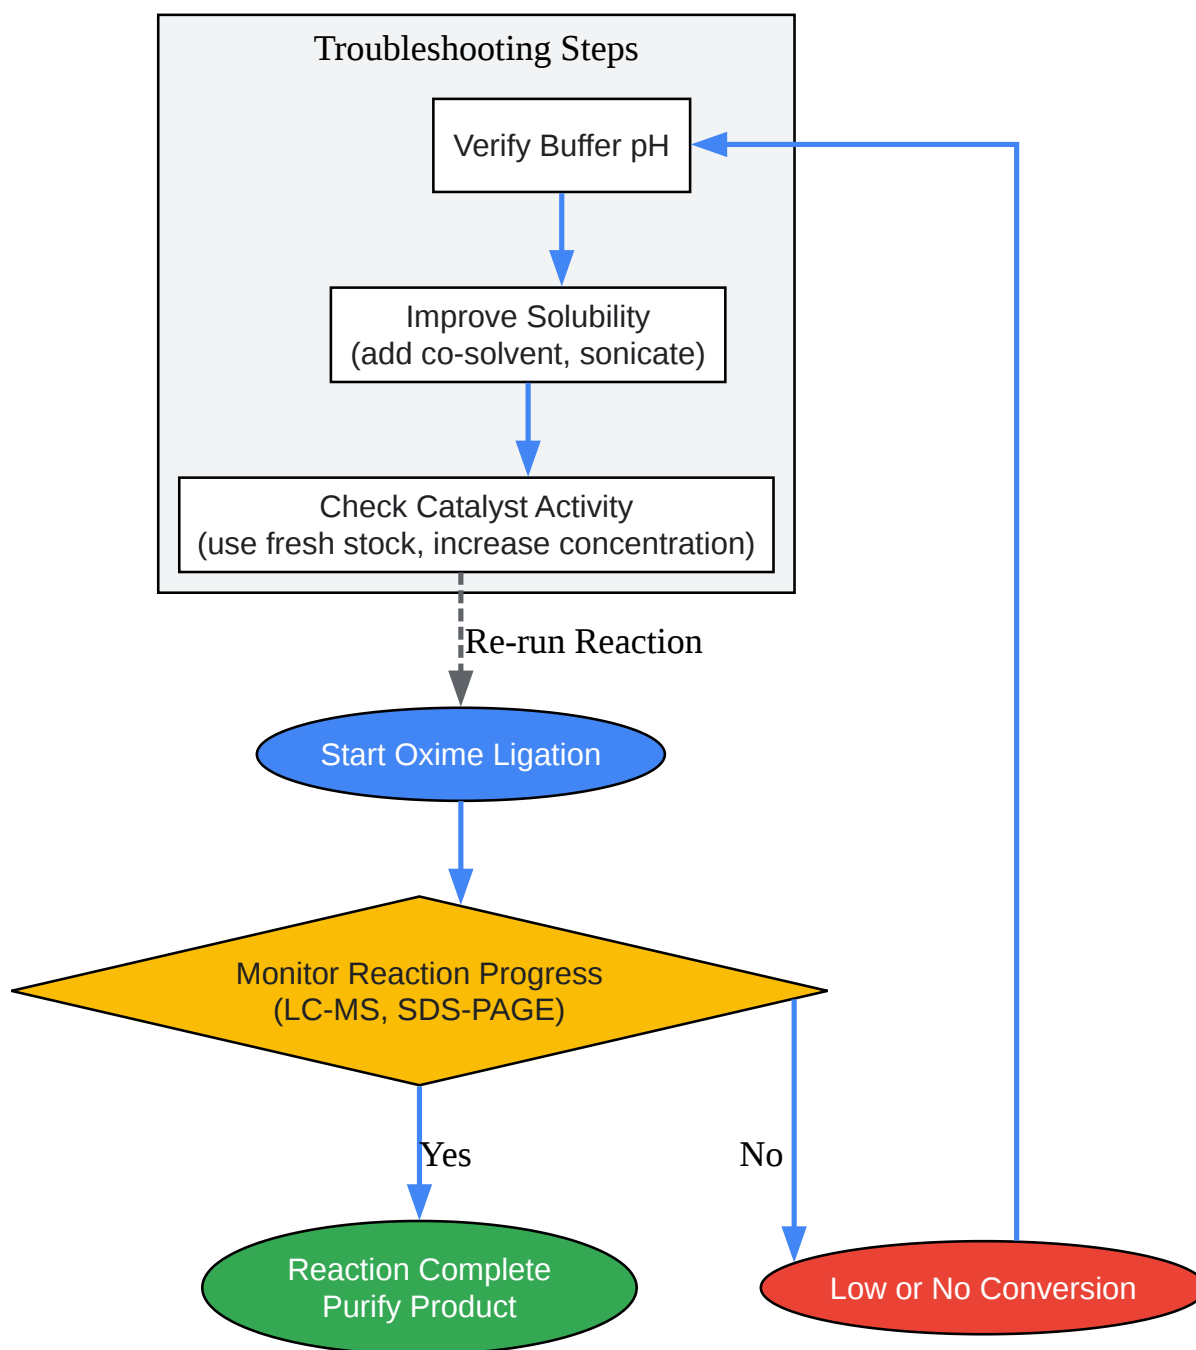 Troubleshooting Steps
Verify Buffer pH
Improve Solubility
(add co-solvent, sonicate)
Check Catalyst Activity
(use fresh stock, increase concentration)
Re-run Reaction
Start Oxime Ligation
Monitor Reaction Progress
(LC-MS, SDS-PAGE)
Yes
No
Reaction Complete
Purify Product
Low or No Conversion